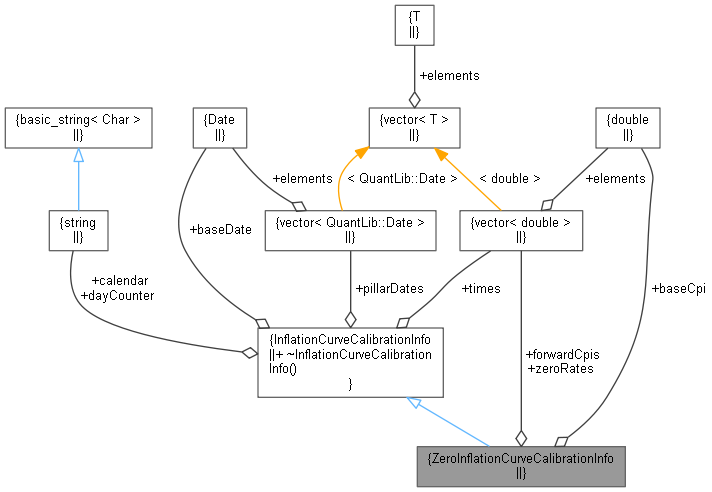 {T
||}
+elements
{basic_string< Char >
||}
{Date
||}
{vector< T >
||}
{double
||}
+elements
< QuantLib::Date >
< double >
+elements
{string
||}
+baseDate
{vector< QuantLib::Date >
||}
{vector< double >
||}
+calendar
+dayCounter
+pillarDates
+times
+baseCpi
{InflationCurveCalibrationInfo
||+ ~InflationCurveCalibration
Info()
}
+forwardCpis
+zeroRates
{ZeroInflationCurveCalibrationInfo
||}